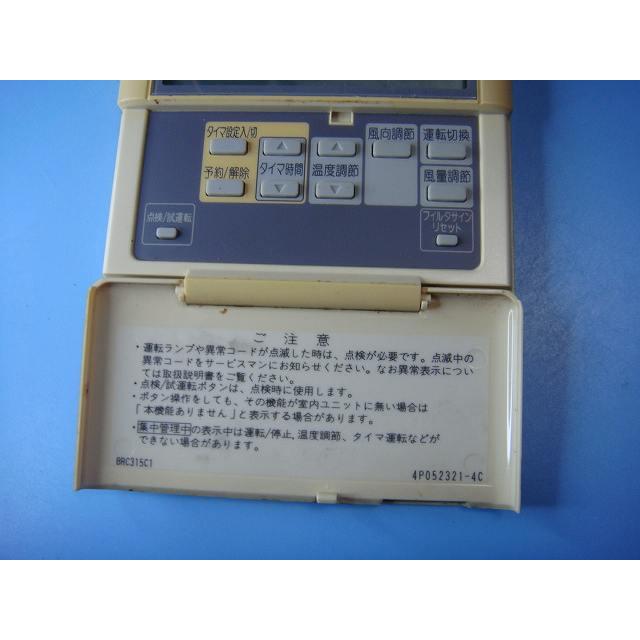 タイマ設定入/切
風向調節
運転切換
予約/解除
タイマ時間
温度調節
風量調節
点検/試運転
フィルタサイン
リセット
ご注意
・運転ランプや異常コードが点滅した時は、点検が必要です。点滅中の
異常コードをサービスマンにお知らせください。なお異常表示につい
ては取扱説明書をご覧ください。
・点検/試運転ボタンは、点検時に使用します。
・ボタン操作をしても、その機能が室内ユニットに無い場合は
「本機能ありません」と表示する場合があります。
・集中管理中の表示中は運転/停止,温度調節、タイマ運転などが
できない場合があります。
BRC315C1
4P052321-4C